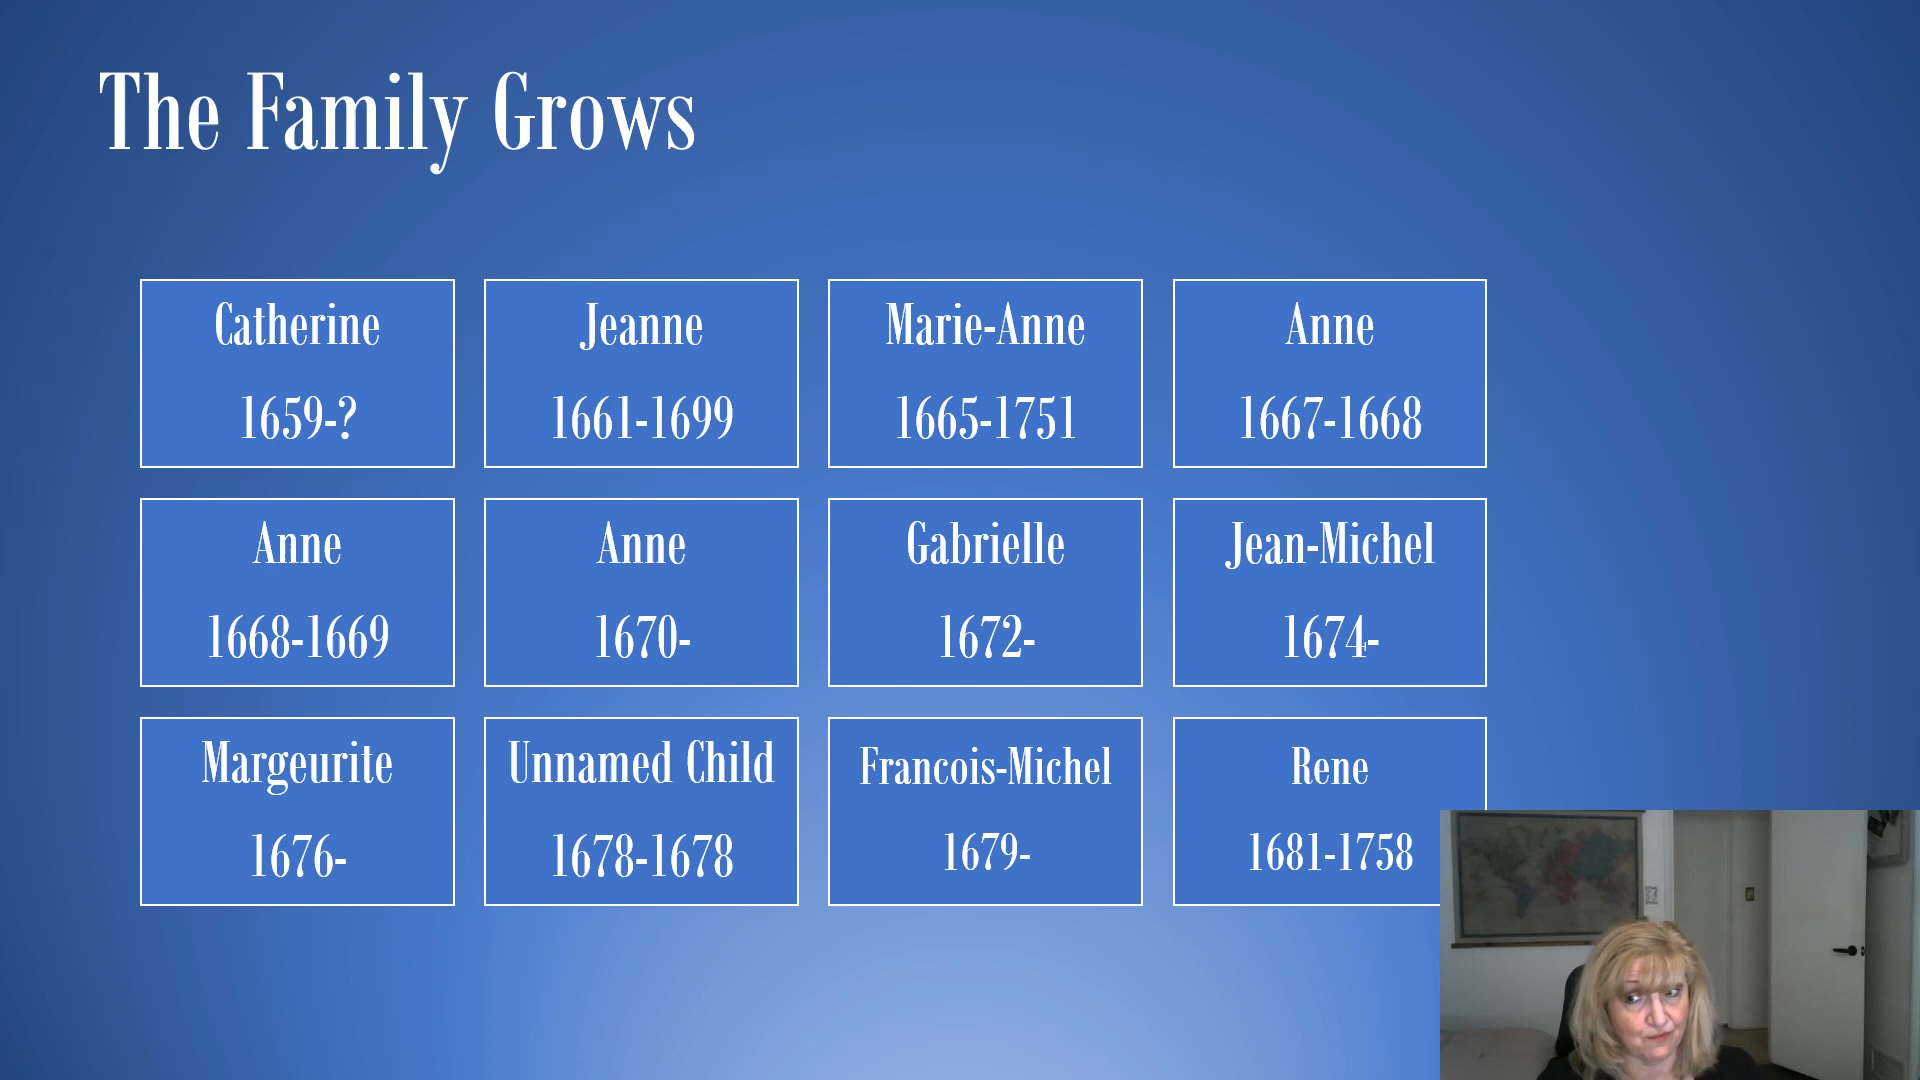 The Family Grows
Catherine
1659-?
Jeanne
1661-1699
Marie-Anne
1665-1751
Anne
1667-1668
Anne
1668-1669
Anne
1670-
Gabrielle
1672-
Jean-Michel
1674-
Margeurite
1676-
Unnamed Child
1678-1678
Francois-Michel
1679-
Rene
1681-1758